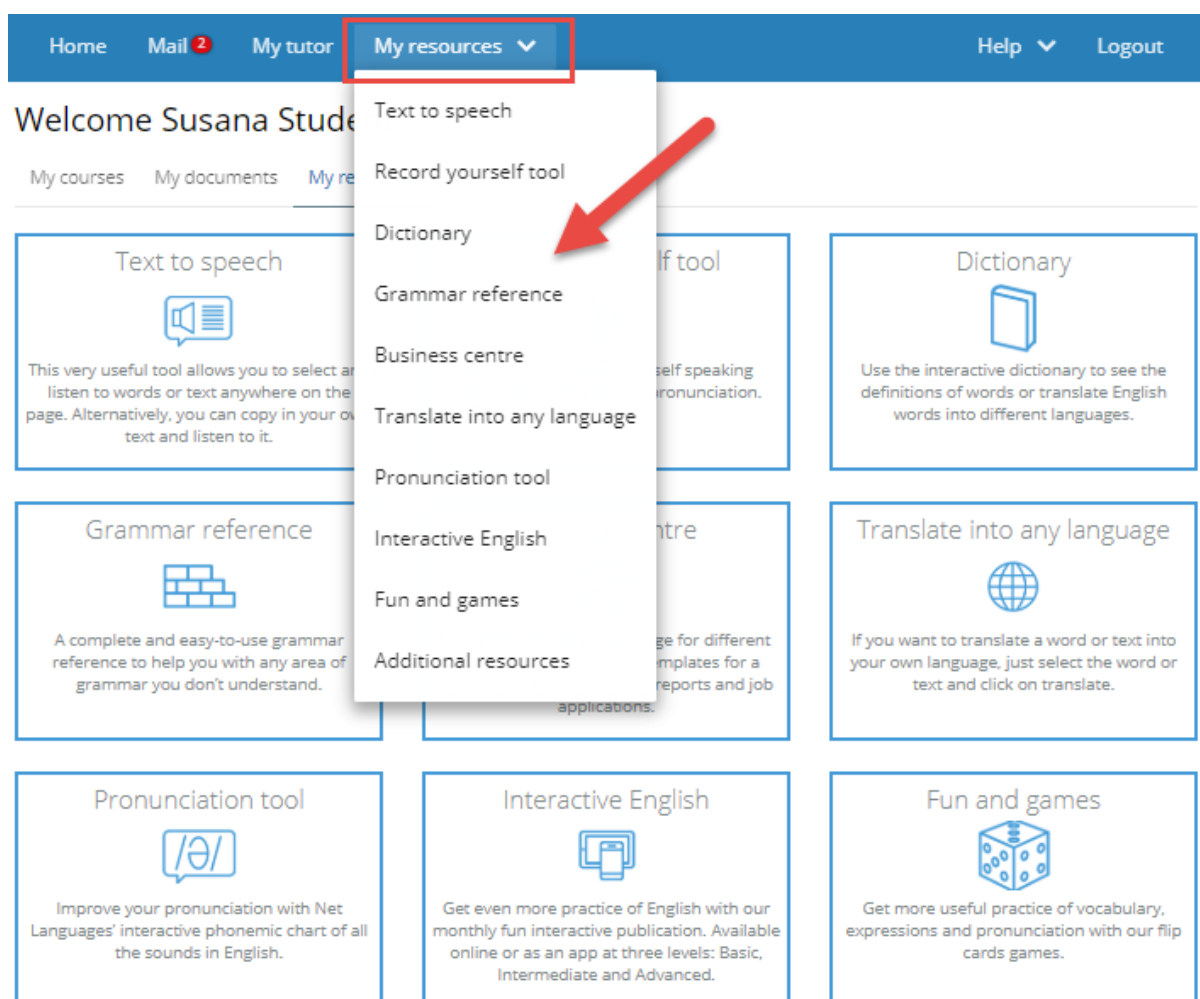 Home Mail 2 My tutor My resources Help Logout
Welcome Susana Stude
My courses My documents My re
Text to speech
Record yourself tool
Dictionary
Grammar reference
Business centre
Translate into any language
Pronunciation tool
Interactive English
Fun and games
Additional resources
Text to speech
This very useful tool allows you to select
listen to words or text anywhere on the
page. Alternatively, you can copy in your
text and listen to it.
lf tool
self speaking
pronunciation.
Dictionary
Use the interactive dictionary to see the
definitions of words or translate English
words into different languages.
Grammar reference
A complete and easy-to-use grammar
reference to help you with any area of
grammar you don't understand.
ntre
ge for different
emplates for a
reports and job
applications.
Translate into any language
If you want to translate a word or text into
your own language, just select the word or
text and click on translate.
Pronunciation tool
/ə/
Improve your pronunciation with Net
Languages' interactive phonemic chart of all
the sounds in English.
Interactive English
Get even more practice of English with our
monthly fun interactive publication. Available
online or as an app at three levels: Basic,
Intermediate and Advanced.
Fun and games
Get more useful practice of vocabulary,
expressions and pronunciation with our flip
cards games.